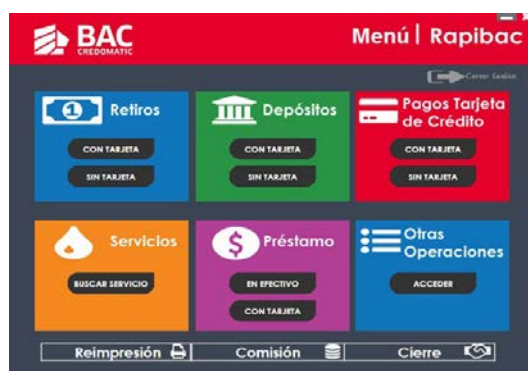 BAC
CREDOMATIC
Menú | Rapibac
Cerrar Sesión
1 Retiros
CON TARJETA
SIN TARJETA
Depósitos
CON TARJETA
SIN TARJETA
Pagos Tarjeta
de Crédito
CON TARJETA
SIN TARJETA
Servicios
BUSCAR SERVICIO
$ Préstamo
EN EFECTIVO
CON TARJETA
Otras
Operaciones
ACCEDER
Reimpresión
Comisión
Cierre